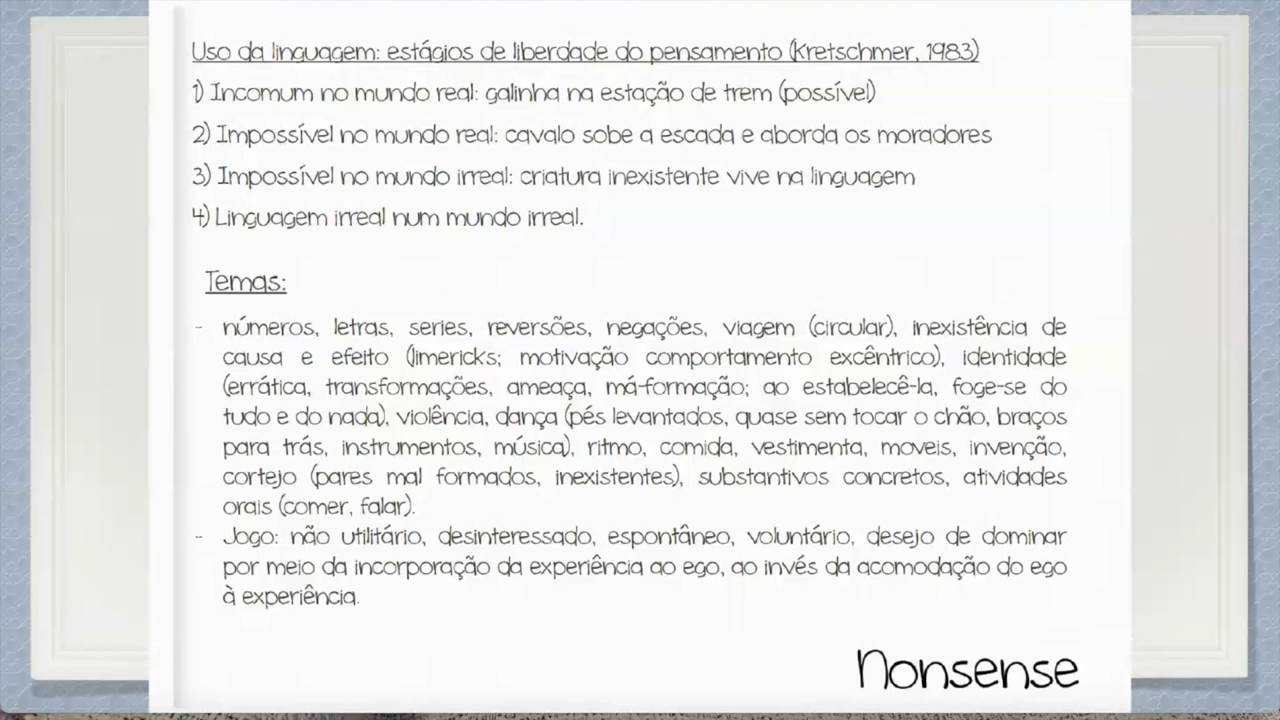 Uso da linguagem: estágios de liberdade do pensamento (Kretschmer, 1983)
1) Incomum no mundo real: galinha na estação de trem (possível)
2) Impossível no mundo real: cavalo sobe a escada e aborda os moradores
3) Impossível no mundo irreal: criatura inexistente vive na linguagem
4) Linguagem irreal num mundo irreal.
Temas:
- números, letras, series, reversões, negações, viagem (circular), inexistência de
causa e efeito (limericks; motivação comportamento excêntrico), identidade
(errática, transformações, ameaça, má-formação; ao estabelecê-la, foge-se do
tudo e do nada), violência, dança (pés levantados, quase sem tocar o chão, braços
para trás, instrumentos, música), ritmo, comida, vestimenta, moveis, invenção,
cortejo (pares mal formados, inexistentes), substantivos concretos, atividades
orais (comer, falar).
- Jogo: não utilitário, desinteressado, espontâneo, voluntário, desejo de dominar
por meio da incorporação da experiência ao ego, ao invés da acomodação do ego
à experiência.
Nonsense